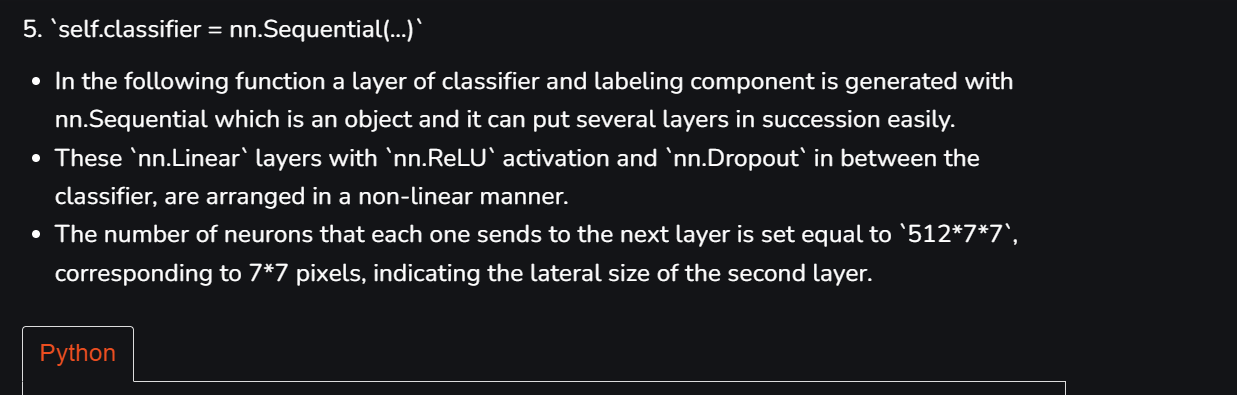 5. `self.classifier = nn.Sequential(...)`
• In the following function a layer of classifier and labeling component is generated with
nn.Sequential which is an object and it can put several layers in succession easily.
• These `nn.Linear` layers with `nn.ReLU` activation and `nn.Dropout` in between the
classifier, are arranged in a non-linear manner.
• The number of neurons that each one sends to the next layer is set equal to `512*7*7`,
corresponding to 7*7 pixels, indicating the lateral size of the second layer.
Python